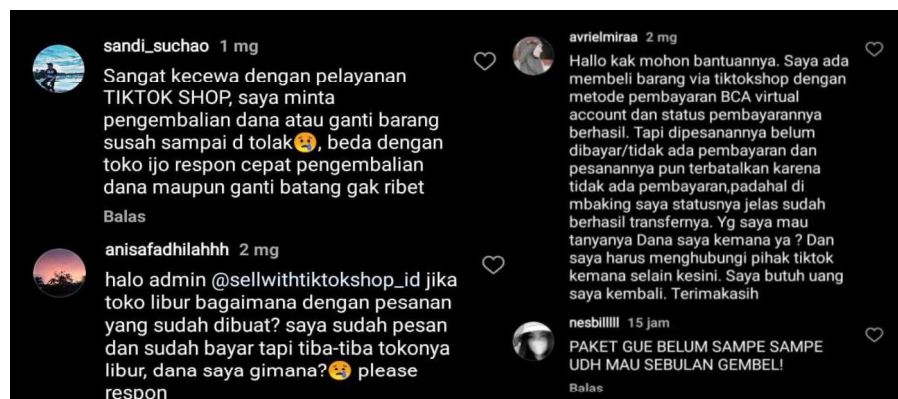 sandi_suchao 1 mg
Sangat kecewa dengan pelayanan
TIKTOK SHOP, saya minta
pengembalian dana atau ganti barang
susah sampai d tolak😢, beda dengan
toko ijo respon cepat pengembalian
dana maupun ganti batang gak ribet
Balas
anisafadhilahhh 2 mg
halo admin @sellwithtiktokshop_id jika
toko libur bagaimana dengan pesanan
yang sudah dibuat? saya sudah pesan
dan sudah bayar tapi tiba-tiba tokonya
libur, dana saya gimana?😢 please
respon
avrielmiraa 2 mg
Hallo kak mohon bantuannya. Saya ada
membeli barang via tiktokshop dengan
metode pembayaran BCA virtual
account dan status pembayarannya
berhasil. Tapi dipesanannya belum
dibayar/tidak ada pembayaran dan
pesanannya pun terbatalkan karena
tidak ada pembayaran,padahal di
mbaking saya statusnya jelas sudah
berhasil transfernya. Yg saya mau
tanyanya Dana saya kemana ya ? Dan
saya harus menghubungi pihak tiktok
kemana selain kesini. Saya butuh uang
saya kembali. Terimakasih
nesbillllll 15 jam
PAKET GUE BELUM SAMPE SAMPE
UDH MAU SEBULAN GEMBEL!
Balas